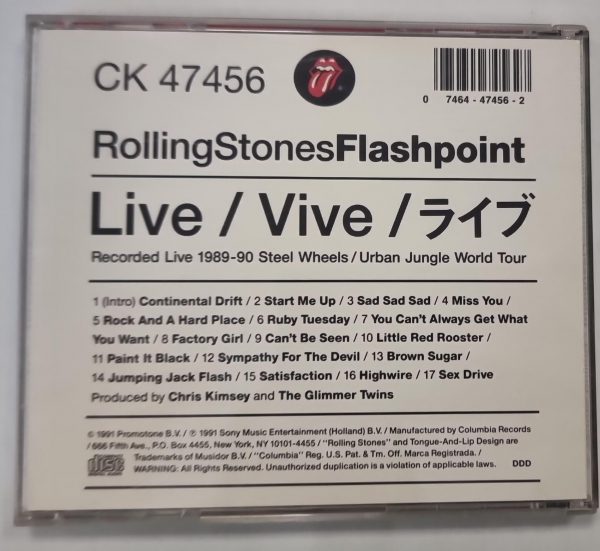 CK 47456
0 7464-47456-2
RollingStonesFlashpoint
Live / Vive / ライブ
Recorded Live 1989-90 Steel Wheels / Urban Jungle World Tour
1 (Intro) Continental Drift / 2 Start Me Up / 3 Sad Sad Sad / 4 Miss You /
5 Rock And A Hard Place / 6 Ruby Tuesday / 7 You Can't Always Get What
You Want / 8 Factory Girl / 9 Can't Be Seen / 10 Little Red Rooster /
11 Paint It Black / 12 Sympathy For The Devil / 13 Brown Sugar /
14 Jumping Jack Flash / 15 Satisfaction / 16 Highwire / 17 Sex Drive
Produced by Chris Kimsey and The Glimmer Twins
© 1991 Promotone B.V. / ℗ 1991 Sony Music Entertainment (Holland) B.V. / Manufactured by Columbia Records
/ 666 Fifth Ave., P.O. Box 4455, New York, NY 10101-4455 / "Rolling Stones" and Tongue-And-Lip Design are
Trademarks of Musidor B.V. / "Columbia" Reg. U.S. Pat. & Tm. Off. Marca Registrada. /
WARNING: All Rights Reserved. Unauthorized duplication is a violation of applicable laws. DDD
COMPACT disc DIGITAL AUDIO